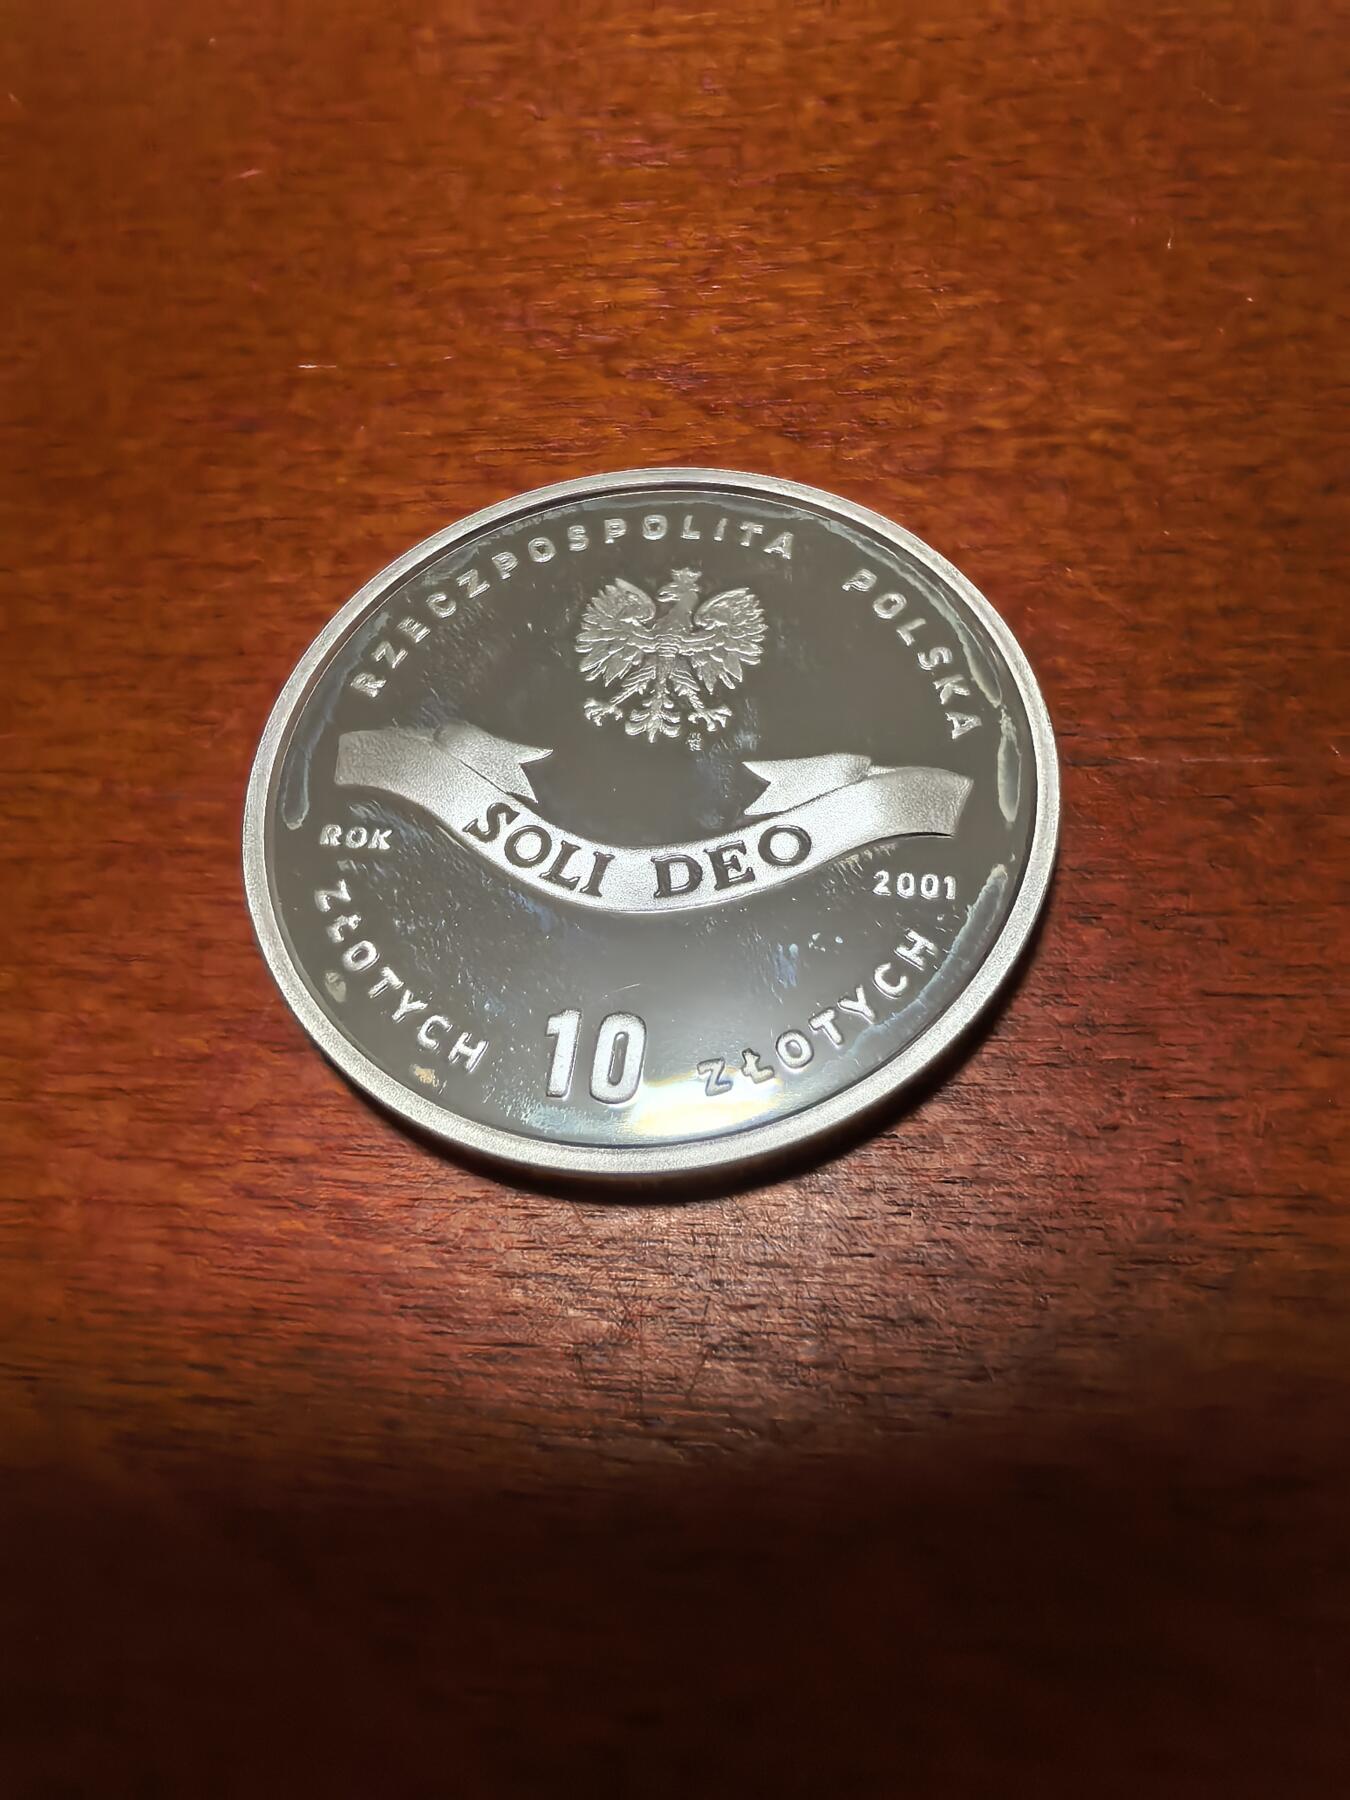 RZECZPOSPOLITA POLSKA
SOLI DEO
ROK 2001
ZŁOTYCH 10 ZŁOTYCH